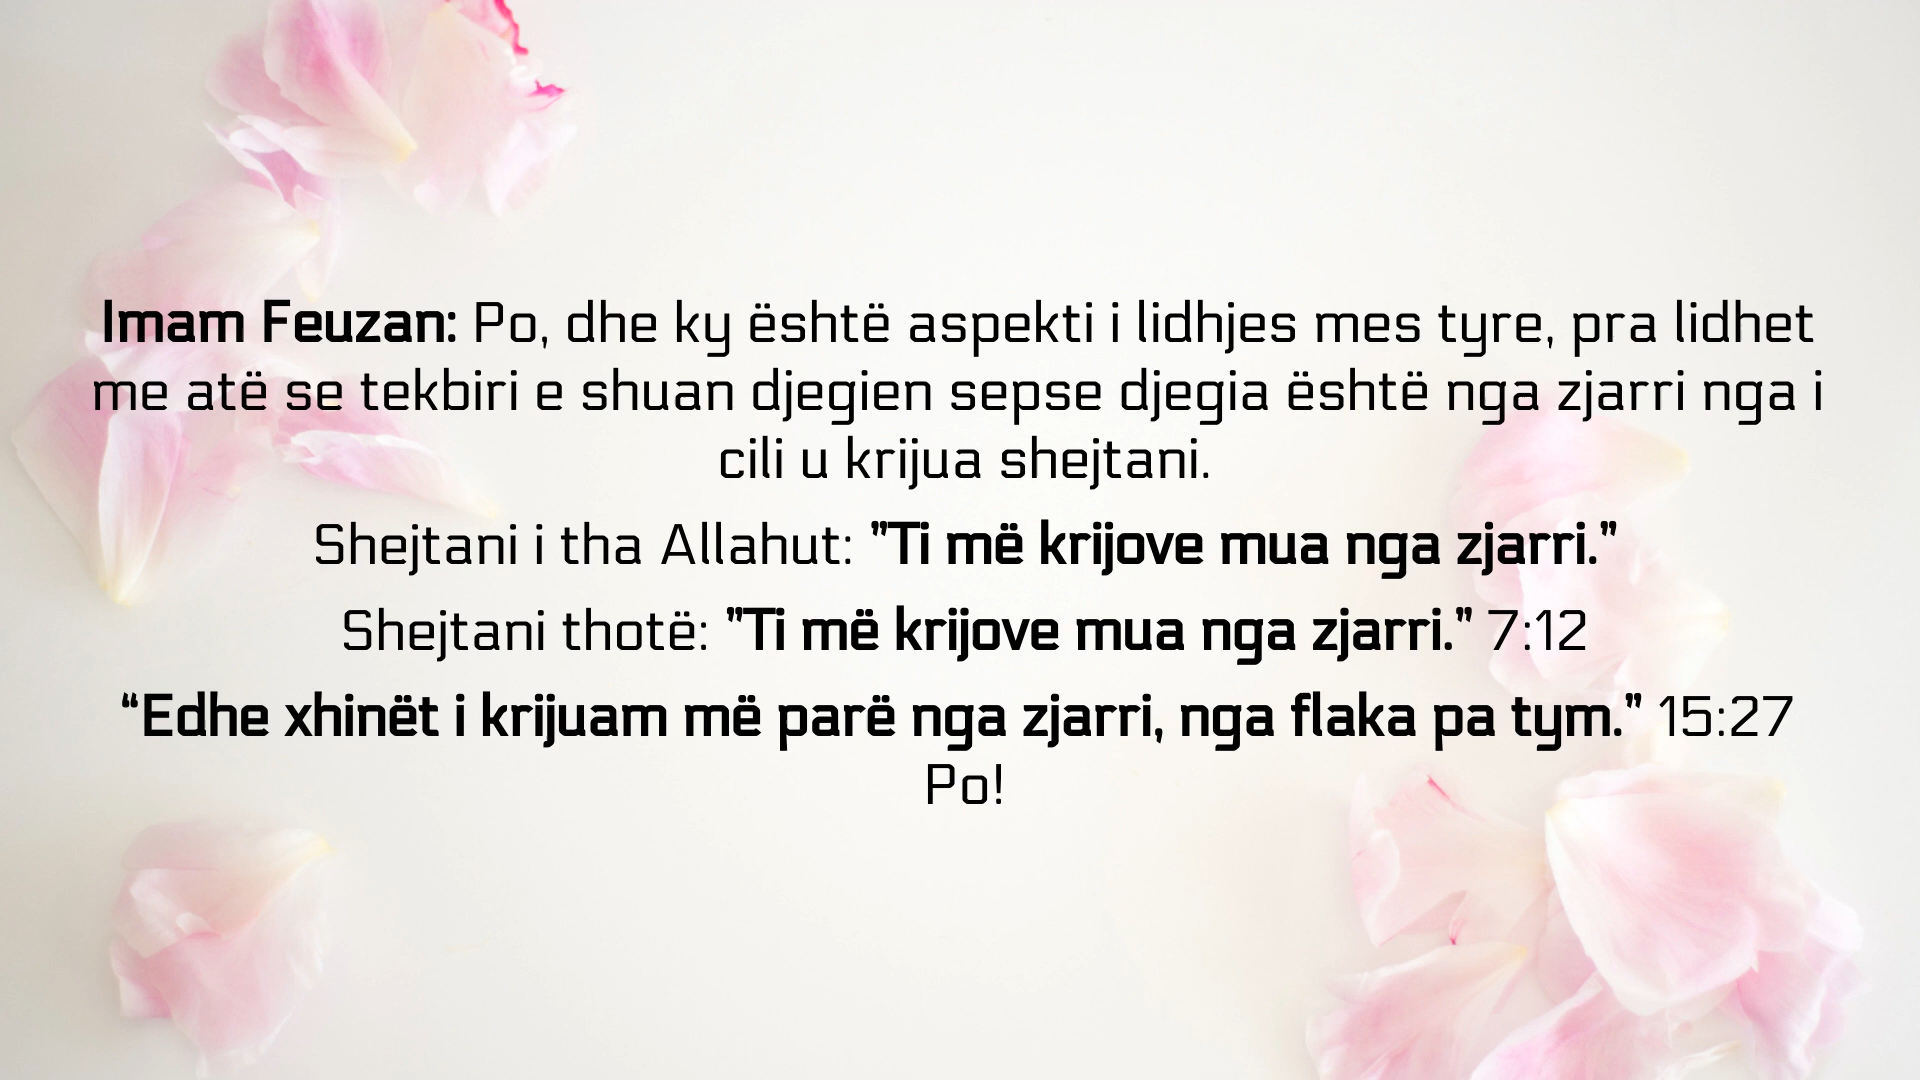 Imam Feuzan: Po, dhe ky është aspekti i lidhjes mes tyre, pra lidhet
me atë se tekbiri e shuan djegien sepse djegia është nga zjarri nga i
cili u krijua shejtani.
Shejtani i tha Allahut: ”Ti më krijove mua nga zjarri.”
Shejtani thotë: ”Ti më krijove mua nga zjarri.” 7:12
“Edhe xhinët i krijuam më parë nga zjarri, nga flaka pa tym.” 15:27
Po!